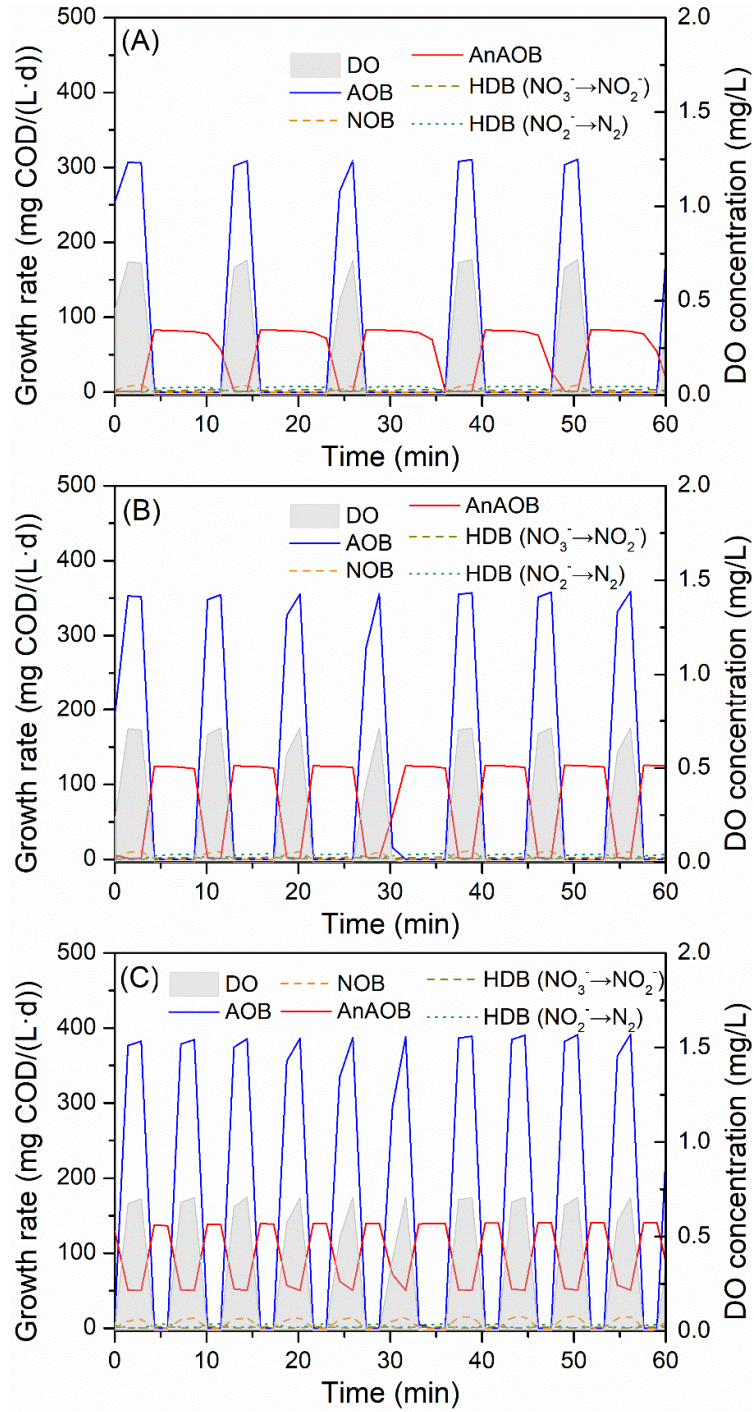 (A)
DO
AOB
NOB
AnAOB
HDB (NO₃⁻→NO₂⁻)
HDB (NO₂⁻→N₂)
Growth rate (mg COD/(L·d))
500
400
300
200
100
0
DO concentration (mg/L)
2.0
1.5
1.0
0.5
0.0
0 10 20 30 40 50 60
Time (min)
(B)
DO
AOB
NOB
AnAOB
HDB (NO₃⁻→NO₂⁻)
HDB (NO₂⁻→N₂)
Growth rate (mg COD/(L·d))
500
400
300
200
100
0
DO concentration (mg/L)
2.0
1.5
1.0
0.5
0.0
0 10 20 30 40 50 60
Time (min)
(C)
DO
AOB
NOB
AnAOB
HDB (NO₃⁻→NO₂⁻)
HDB (NO₂⁻→N₂)
Growth rate (mg COD/(L·d))
500
400
300
200
100
0
DO concentration (mg/L)
2.0
1.5
1.0
0.5
0.0
0 10 20 30 40 50 60
Time (min)